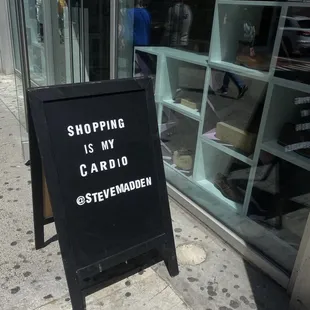 SHOPPING
IS MY
CARDIO
@STEVEMADDEN